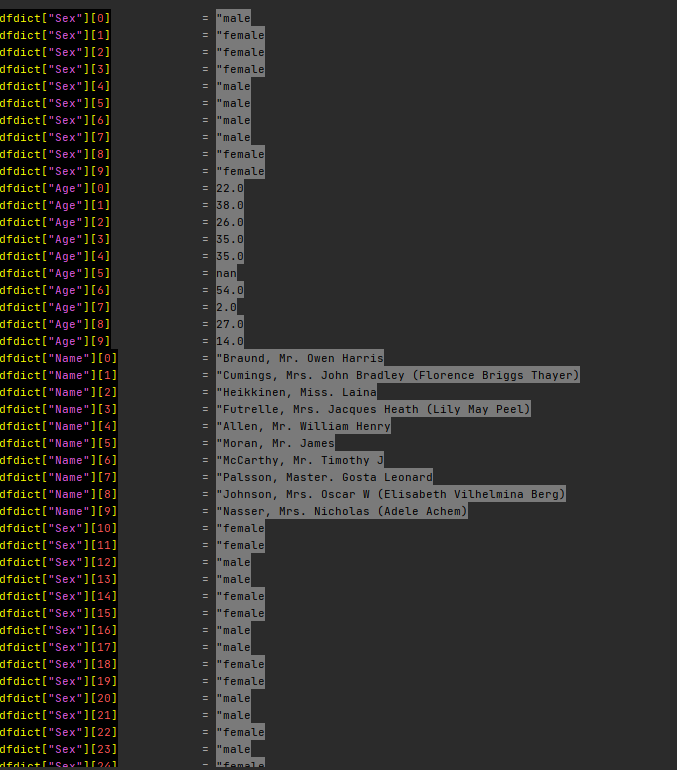 dfdict["Sex"][0] = "male
dfdict["Sex"][1] = "female
dfdict["Sex"][2] = "female
dfdict["Sex"][3] = "female
dfdict["Sex"][4] = "male
dfdict["Sex"][5] = "male
dfdict["Sex"][6] = "male
dfdict["Sex"][7] = "male
dfdict["Sex"][8] = "female
dfdict["Sex"][9] = "female
dfdict["Age"][0] = 22.0
dfdict["Age"][1] = 38.0
dfdict["Age"][2] = 26.0
dfdict["Age"][3] = 35.0
dfdict["Age"][4] = 35.0
dfdict["Age"][5] = nan
dfdict["Age"][6] = 54.0
dfdict["Age"][7] = 2.0
dfdict["Age"][8] = 27.0
dfdict["Age"][9] = 14.0
dfdict["Name"][0] = "Braund, Mr. Owen Harris
dfdict["Name"][1] = "Cumings, Mrs. John Bradley (Florence Briggs Thayer)
dfdict["Name"][2] = "Heikkinen, Miss. Laina
dfdict["Name"][3] = "Futrelle, Mrs. Jacques Heath (Lily May Peel)
dfdict["Name"][4] = "Allen, Mr. William Henry
dfdict["Name"][5] = "Moran, Mr. James
dfdict["Name"][6] = "McCarthy, Mr. Timothy J
dfdict["Name"][7] = "Palsson, Master. Gosta Leonard
dfdict["Name"][8] = "Johnson, Mrs. Oscar W (Elisabeth Vilhelmina Berg)
dfdict["Name"][9] = "Nasser, Mrs. Nicholas (Adele Achem)
dfdict["Sex"][10] = "female
dfdict["Sex"][11] = "female
dfdict["Sex"][12] = "male
dfdict["Sex"][13] = "male
dfdict["Sex"][14] = "female
dfdict["Sex"][15] = "female
dfdict["Sex"][16] = "male
dfdict["Sex"][17] = "male
dfdict["Sex"][18] = "female
dfdict["Sex"][19] = "female
dfdict["Sex"][20] = "male
dfdict["Sex"][21] = "male
dfdict["Sex"][22] = "female
dfdict["Sex"][23] = "male
dfdict["Sex"][24] = "female